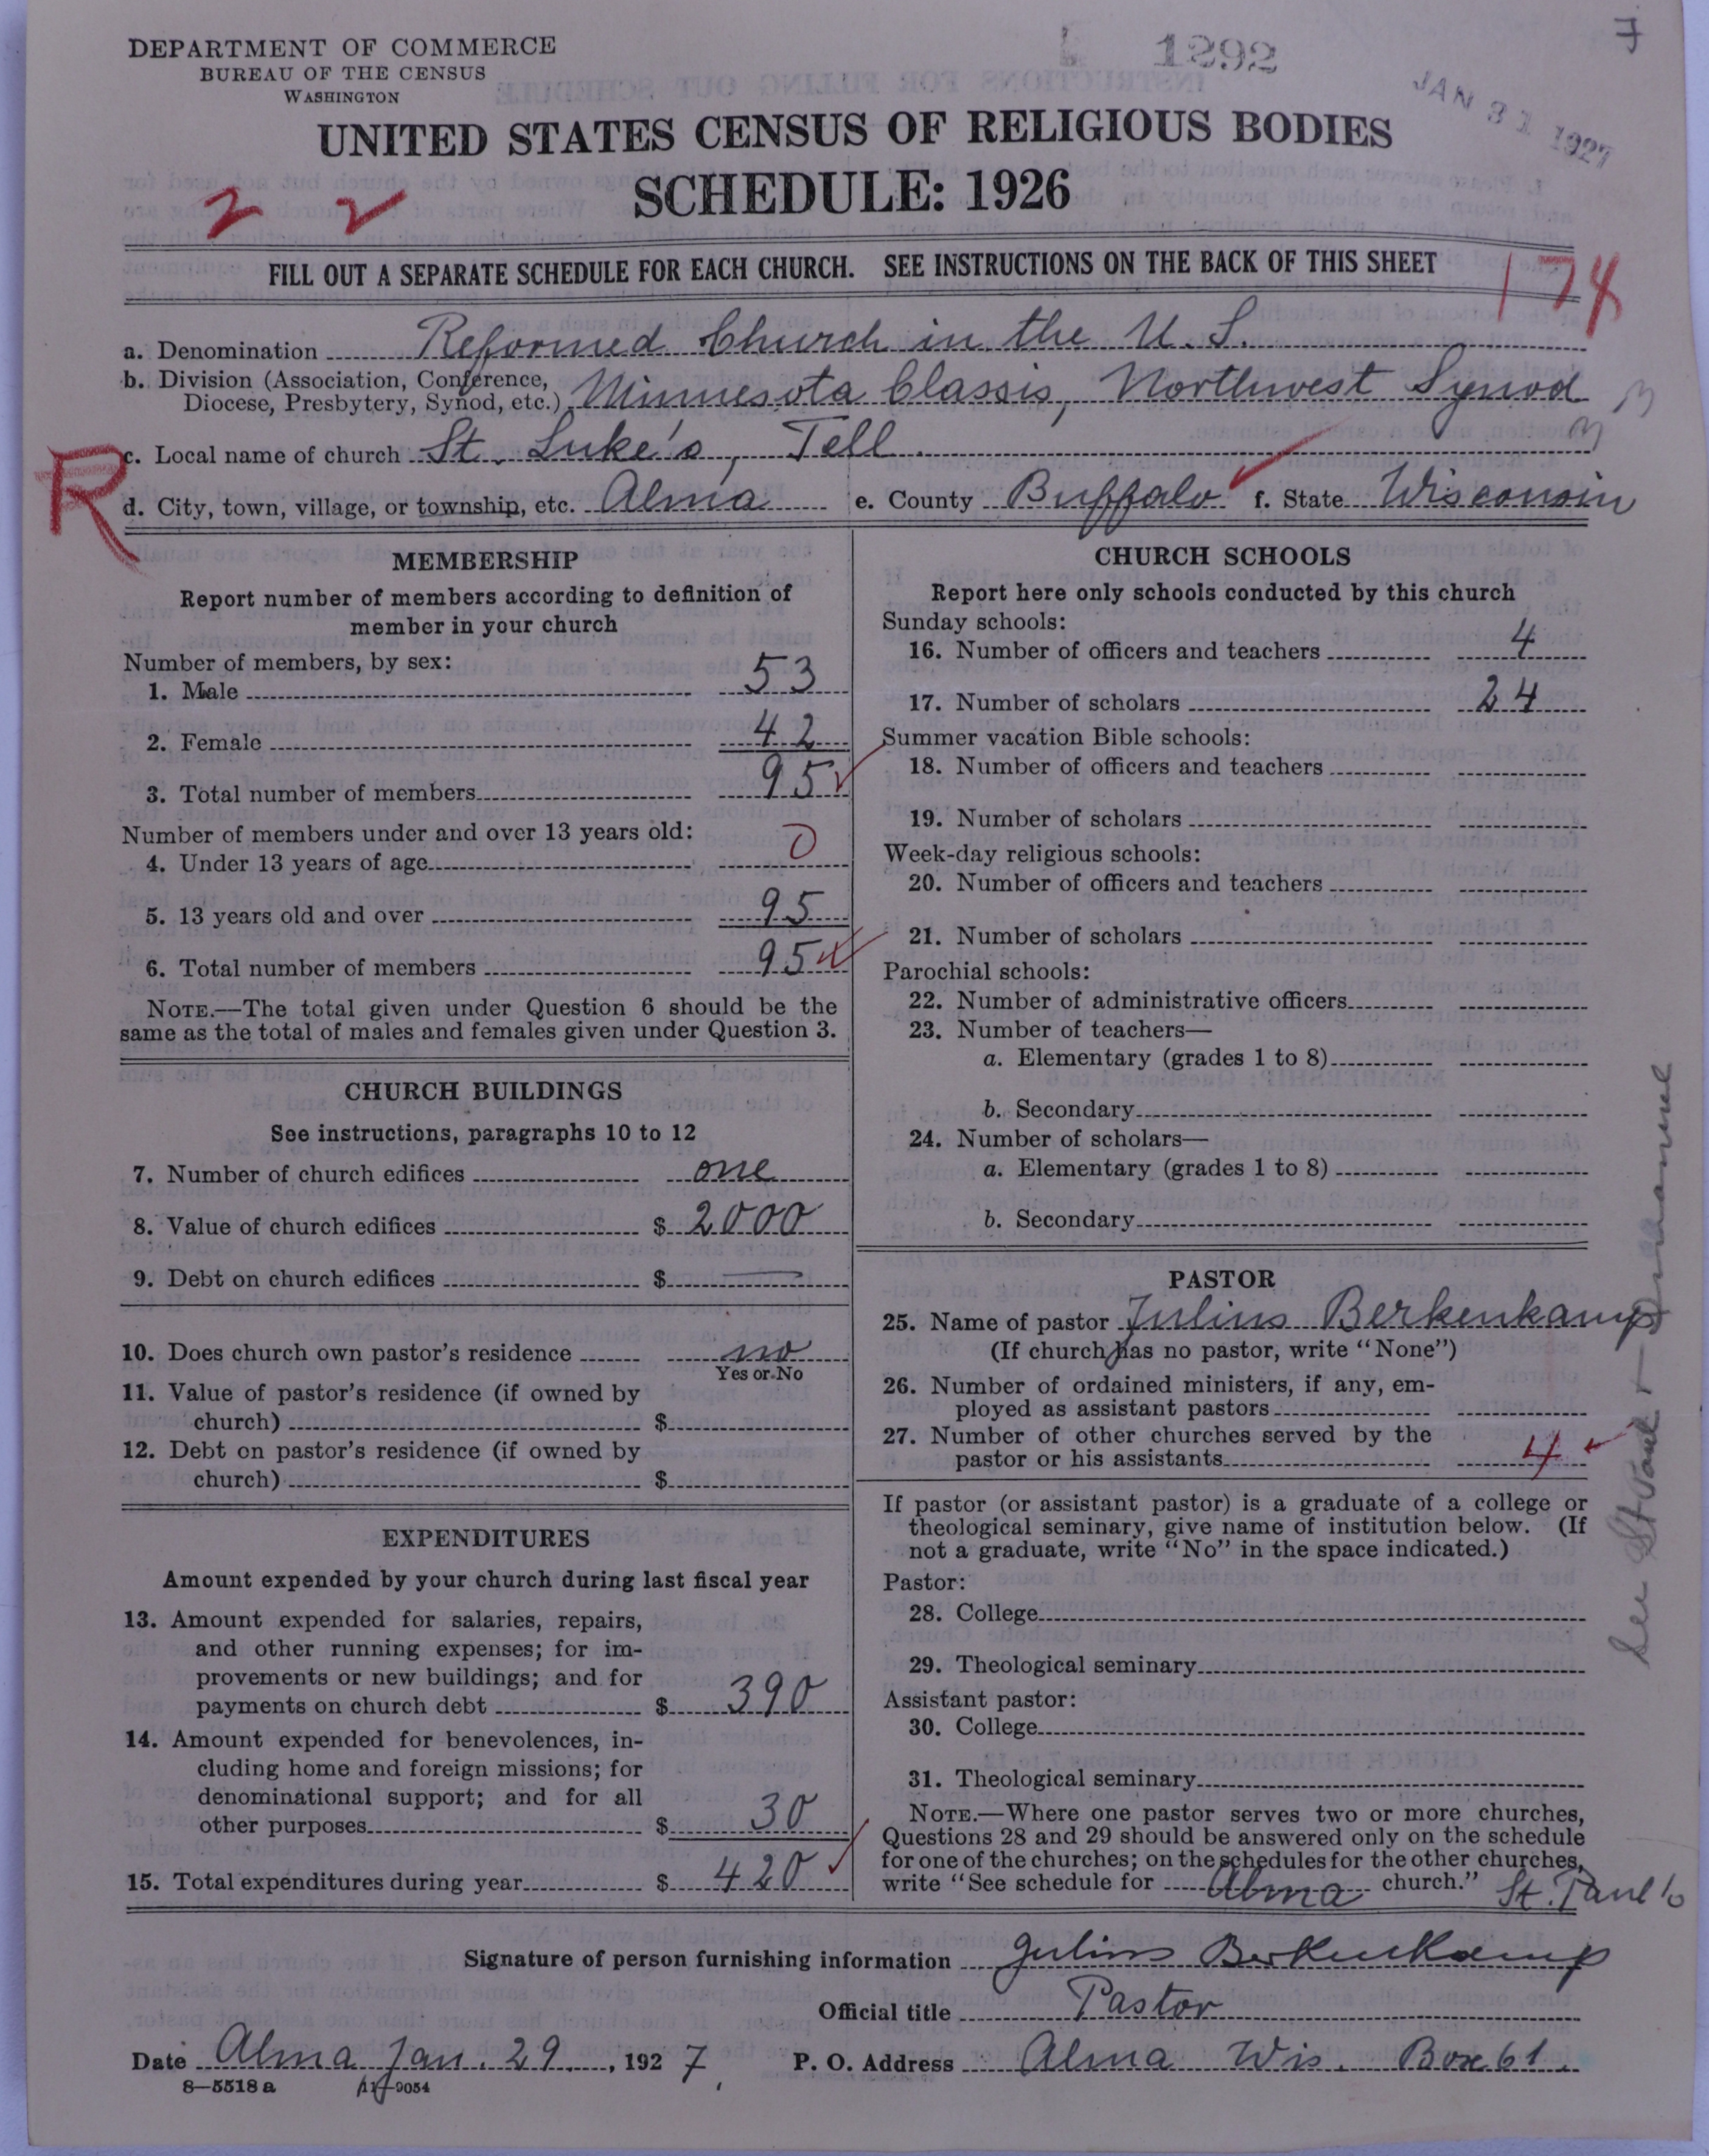 DEPARTMENT OF COMMERCE
BUREAU OF THE CENSUS
WASHINGTON
1292
JAN 31 1927
7
UNITED STATES CENSUS OF RELIGIOUS BODIES
SCHEDULE: 1926
2 2
FILL OUT A SEPARATE SCHEDULE FOR EACH CHURCH. SEE INSTRUCTIONS ON THE BACK OF THIS SHEET
174
a. Denomination Reformed Church in the U.S.
b. Division (Association, Conference,
Diocese, Presbytery, Synod, etc.) Minnesota Classis, Northwest Synod
R
c. Local name of church St. Luke's, Tell.
d. City, town, village, or township, etc. Alma e. County Buffalo f. State Wisconsin
MEMBERSHIP
Report number of members according to definition of
member in your church
Number of members, by sex:
1. Male 53
2. Female 42
3. Total number of members 95
Number of members under and over 13 years old:
4. Under 13 years of age 0
5. 13 years old and over 95
6. Total number of members 95
NOTE.—The total given under Question 6 should be the
same as the total of males and females given under Question 3.
CHURCH BUILDINGS
See instructions, paragraphs 10 to 12
7. Number of church edifices one
8. Value of church edifices $ 2000
9. Debt on church edifices $ —
10. Does church own pastor's residence no
Yes or No
11. Value of pastor's residence (if owned by
church) $
12. Debt on pastor's residence (if owned by
church) $
EXPENDITURES
Amount expended by your church during last fiscal year
13. Amount expended for salaries, repairs,
and other running expenses; for im-
provements or new buildings; and for
payments on church debt $ 390
14. Amount expended for benevolences, in-
cluding home and foreign missions; for
denominational support; and for all
other purposes $ 30
15. Total expenditures during year $ 420
CHURCH SCHOOLS
Report here only schools conducted by this church
Sunday schools:
16. Number of officers and teachers 4
17. Number of scholars 24
Summer vacation Bible schools:
18. Number of officers and teachers
19. Number of scholars
Week-day religious schools:
20. Number of officers and teachers
21. Number of scholars
Parochial schools:
22. Number of administrative officers
23. Number of teachers—
a. Elementary (grades 1 to 8)
b. Secondary
24. Number of scholars—
a. Elementary (grades 1 to 8)
b. Secondary
PASTOR
25. Name of pastor Julius Berkenkamp
(If church has no pastor, write "None")
26. Number of ordained ministers, if any, em-
ployed as assistant pastors
27. Number of other churches served by the
pastor or his assistants 4
If pastor (or assistant pastor) is a graduate of a college or
theological seminary, give name of institution below. (If
not a graduate, write "No" in the space indicated.)
Pastor:
28. College
29. Theological seminary
Assistant pastor:
30. College
31. Theological seminary
NOTE.—Where one pastor serves two or more churches,
Questions 28 and 29 should be answered only on the schedule
for one of the churches; on the schedules for the other churches,
write "See schedule for Alma church." St. Paul's
See St Paul +
Signature of person furnishing information Julius Berkenkamp
Official title Pastor
Date Alma Jan. 29, 1927 P. O. Address Alma Wis. Box 61.
8—5518 a 11—9054